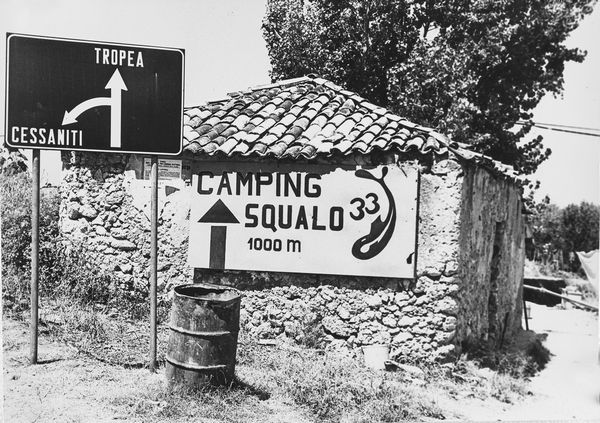 TROPEA
CESSANITI
CAMPING
SQUALO 33
1000 m